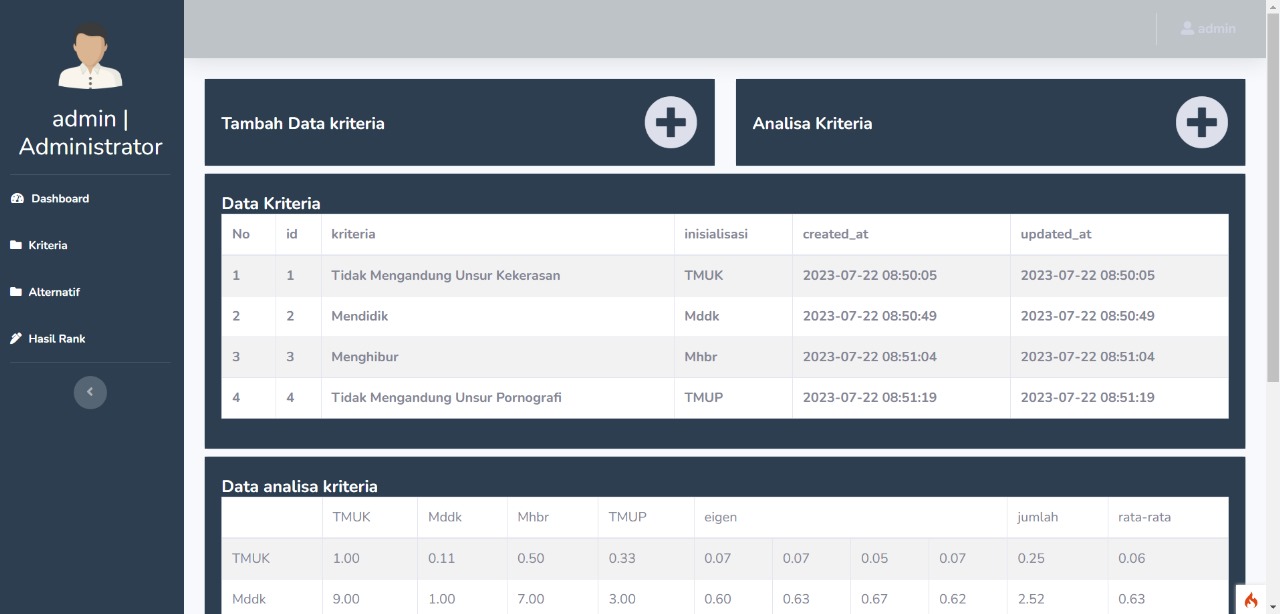 admin
admin |
Administrator
Dashboard
Kriteria
Alternatif
Hasil Rank
Tambah Data kriteria
Analisa Kriteria
Data Kriteria
No id kriteria inisialisasi created_at updated_at
1 1 Tidak Mengandung Unsur Kekerasan TMUK 2023-07-22 08:50:05 2023-07-22 08:50:05
2 2 Mendidik Mddk 2023-07-22 08:50:49 2023-07-22 08:50:49
3 3 Menghibur Mhbr 2023-07-22 08:51:04 2023-07-22 08:51:04
4 4 Tidak Mengandung Unsur Pornografi TMUP 2023-07-22 08:51:19 2023-07-22 08:51:19
Data analisa kriteria
TMUK Mddk Mhbr TMUP eigen jumlah rata-rata
TMUK 1.00 0.11 0.50 0.33 0.07 0.07 0.05 0.07 0.25 0.06
Mddk 9.00 1.00 7.00 3.00 0.60 0.63 0.67 0.62 2.52 0.63